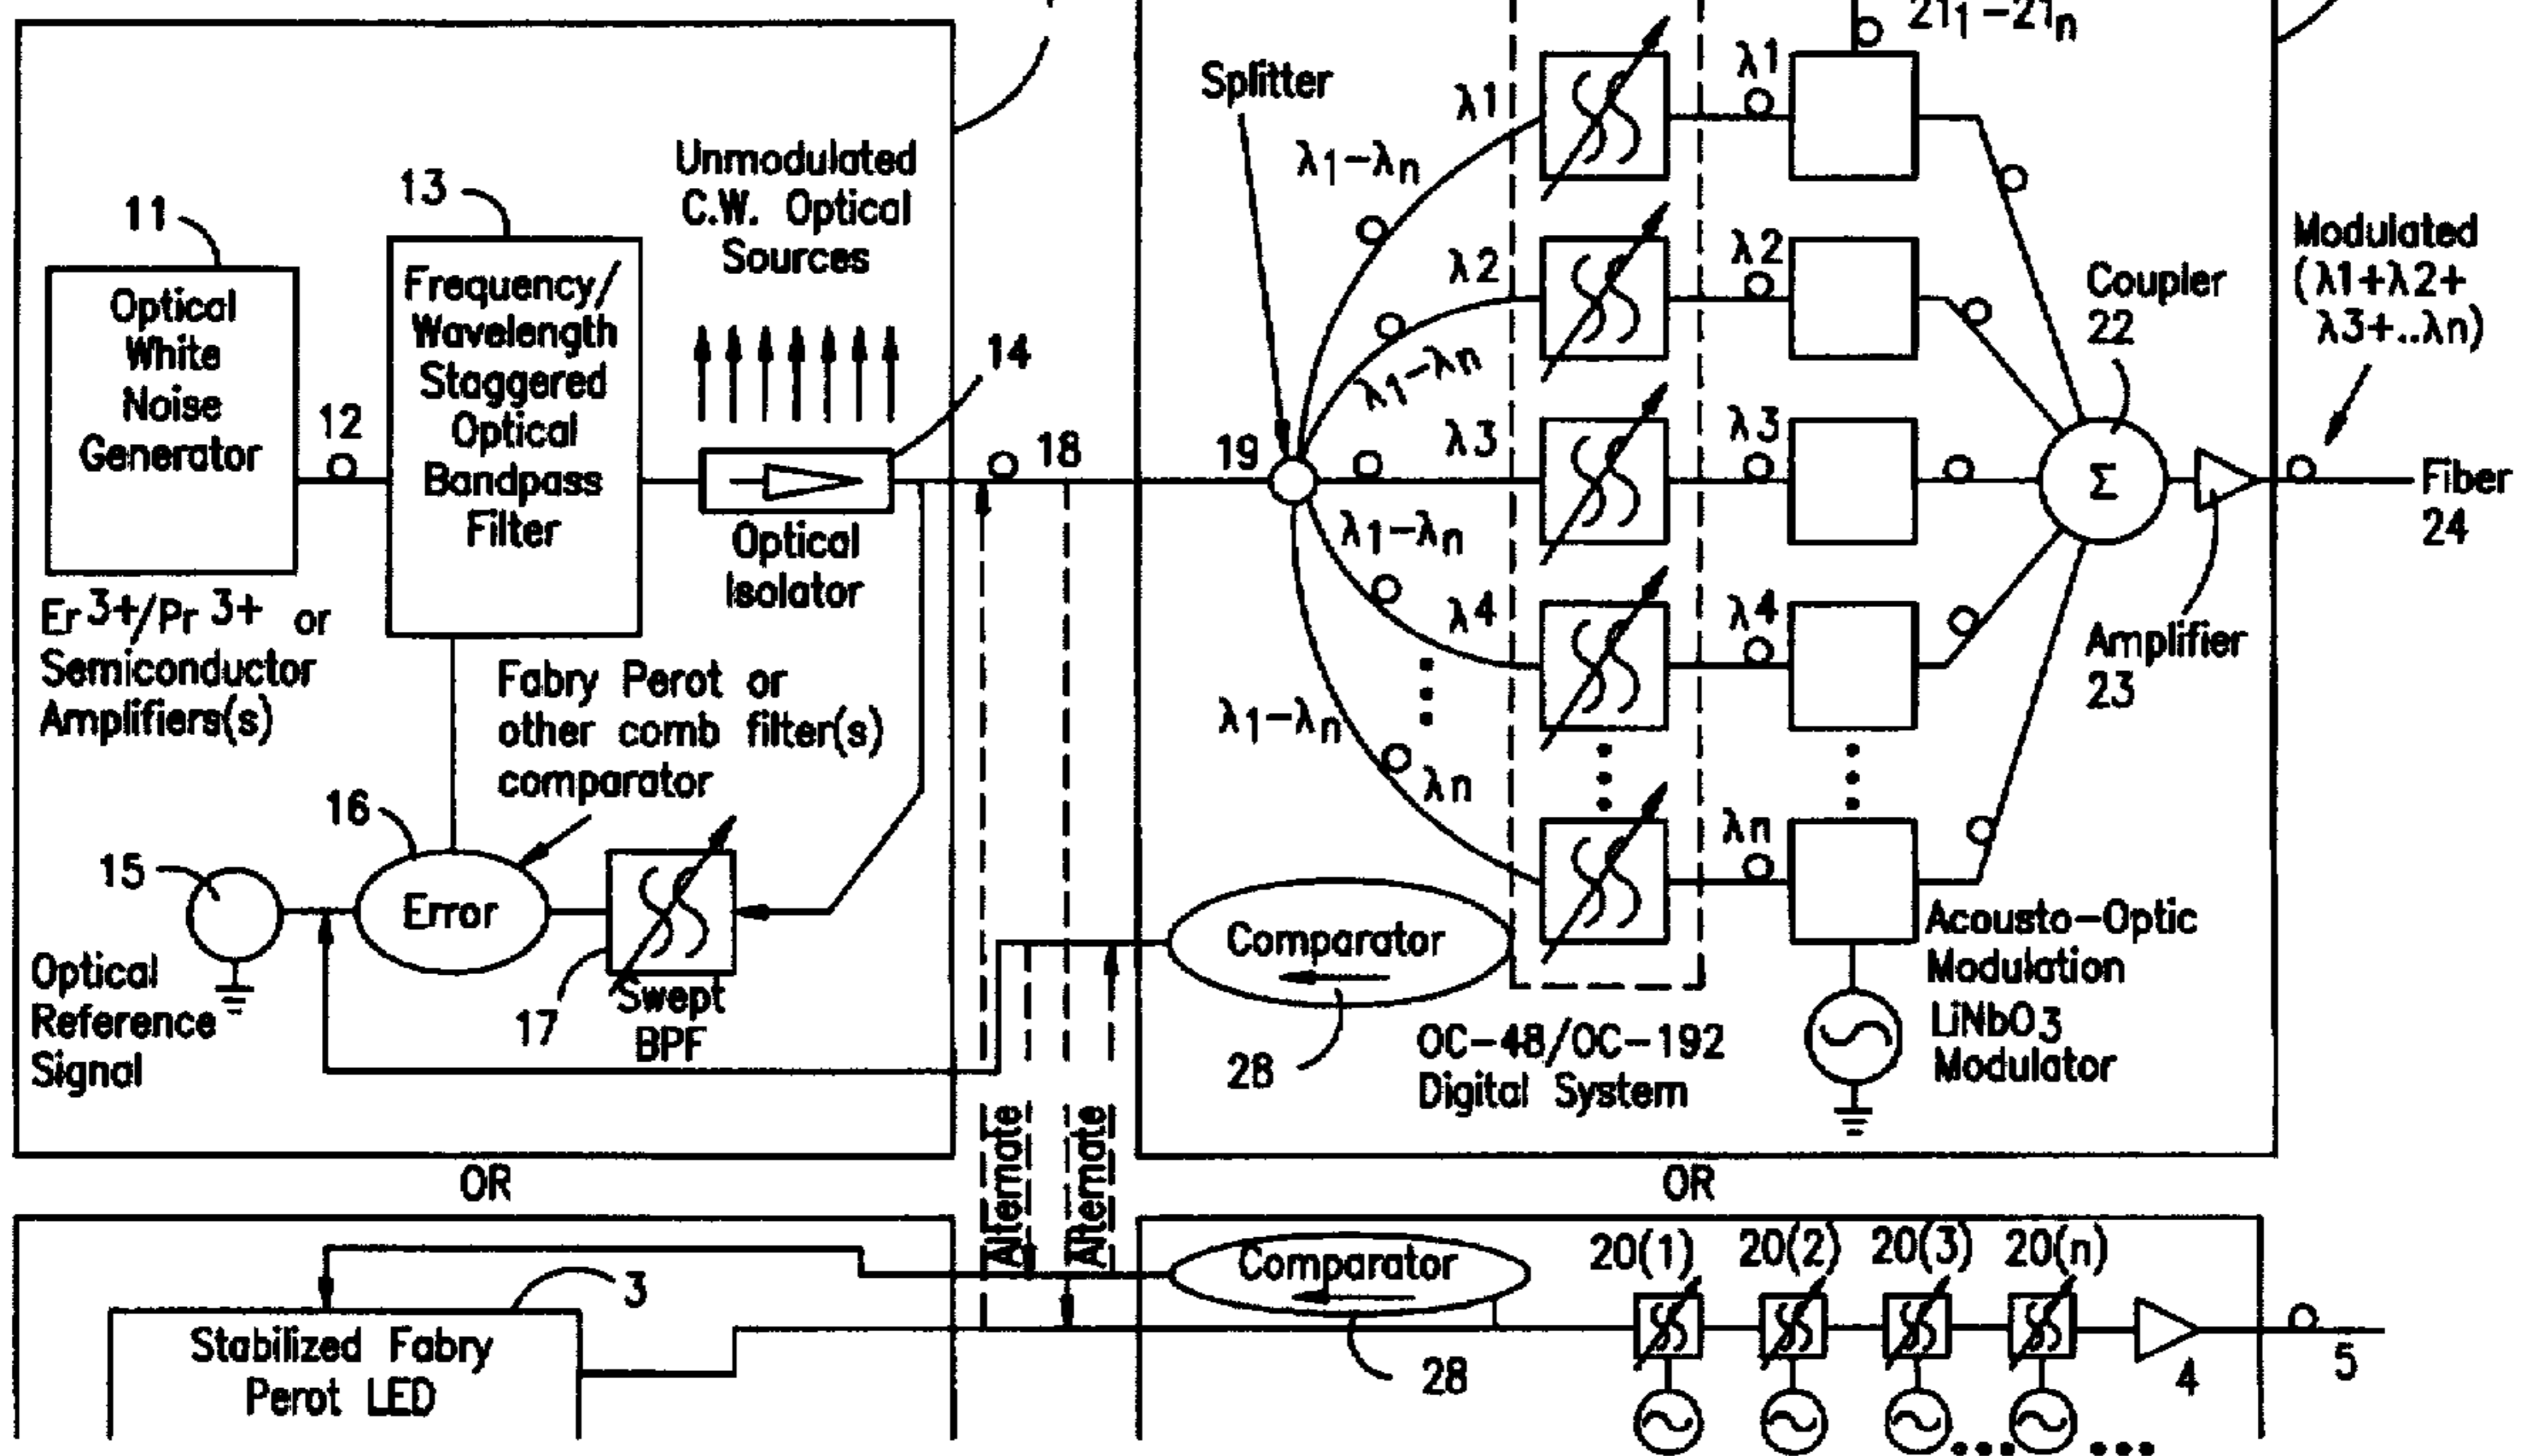 21₁-21ₙ
Splitter
λ1
λ1
λ₁-λₙ
Unmodulated
C.W. Optical
Sources
13
11
Optical
White
Noise
Generator
Frequency/
Wavelength
Staggered
Optical
Bandpass
Filter
12
14
Optical
Isolator
18
19
λ2
λ2
λ₁-λₙ
λ3
λ3
λ₁-λₙ
λ4
λ4
λ₁-λₙ
λn
λn
Coupler
22
Σ
Modulated
(λ1+λ2+
λ3+..λn)
Fiber
24
Amplifier
23
Er 3+/Pr 3+ or
Semiconductor
Amplifiers(s)
Fabry Perot or
other comb filter(s)
comparator
16
15
Error
Optical
Reference
Signal
17
Swept
BPF
Comparator
28
OC-48/OC-192
Digital System
Acousto-Optic
Modulation
LiNbO3
Modulator
Alternate
Alternate
OR
OR
3
Stabilized Fabry
Perot LED
Comparator
28
20(1)
20(2)
20(3)
20(n)
4
5